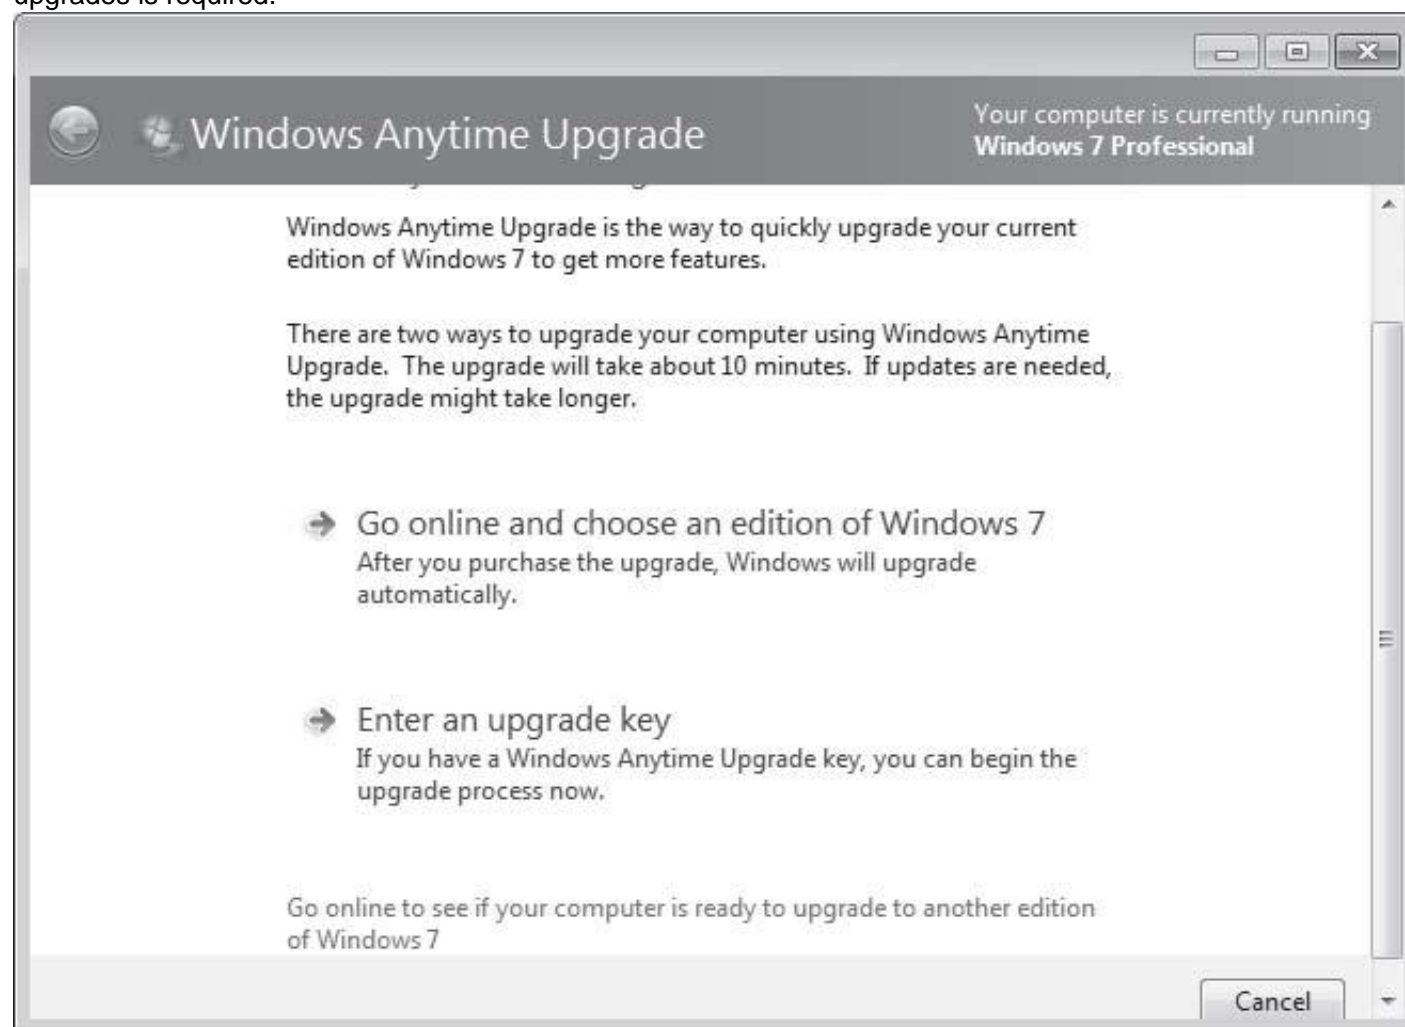 upgrades is required.
Windows Anytime Upgrade
Your computer is currently running
Windows 7 Professional
Windows Anytime Upgrade is the way to quickly upgrade your current
edition of Windows 7 to get more features.
There are two ways to upgrade your computer using Windows Anytime
Upgrade. The upgrade will take about 10 minutes. If updates are needed,
the upgrade might take longer.
Go online and choose an edition of Windows 7
After you purchase the upgrade, Windows will upgrade
automatically.
Enter an upgrade key
If you have a Windows Anytime Upgrade key, you can begin the
upgrade process now.
Go online to see if your computer is ready to upgrade to another edition
of Windows 7
Cancel